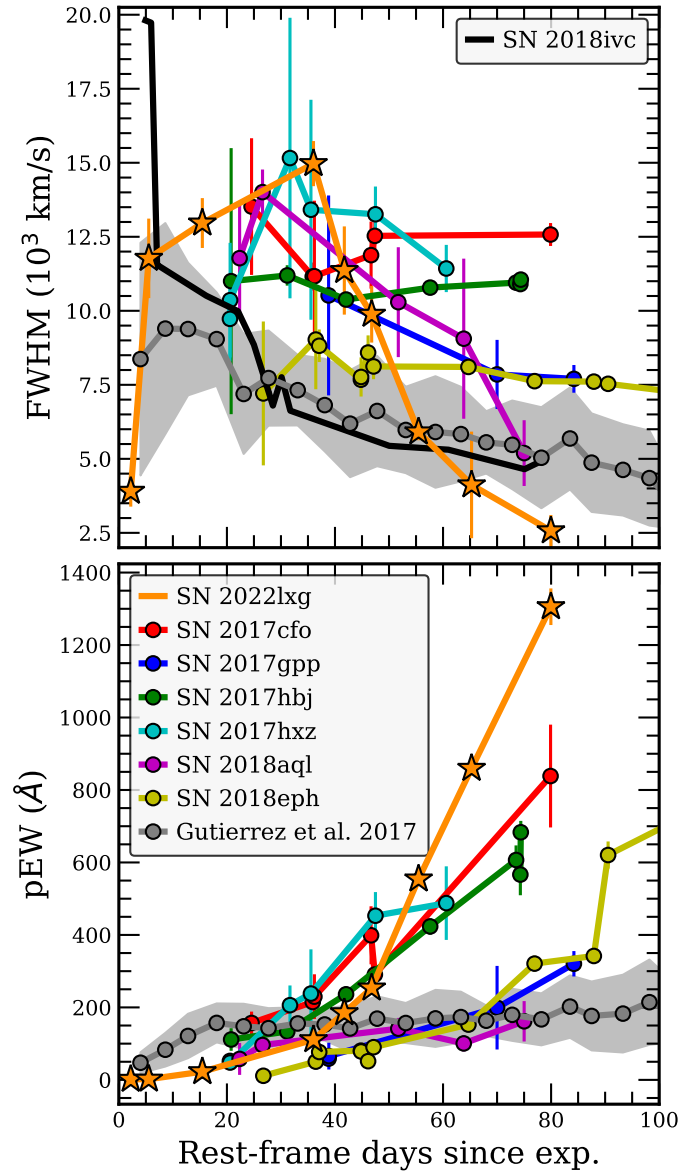 20.0
17.5
15.0
12.5
10.0
7.5
5.0
2.5
FWHM (10³ km/s)
SN 2018ivc
1400
1200
1000
800
600
400
200
0
pEW (Å)
SN 2022lxg
SN 2017cfo
SN 2017gpp
SN 2017hbj
SN 2017hxz
SN 2018aql
SN 2018eph
Gutierrez et al. 2017
0 20 40 60 80 100
Rest-frame days since exp.